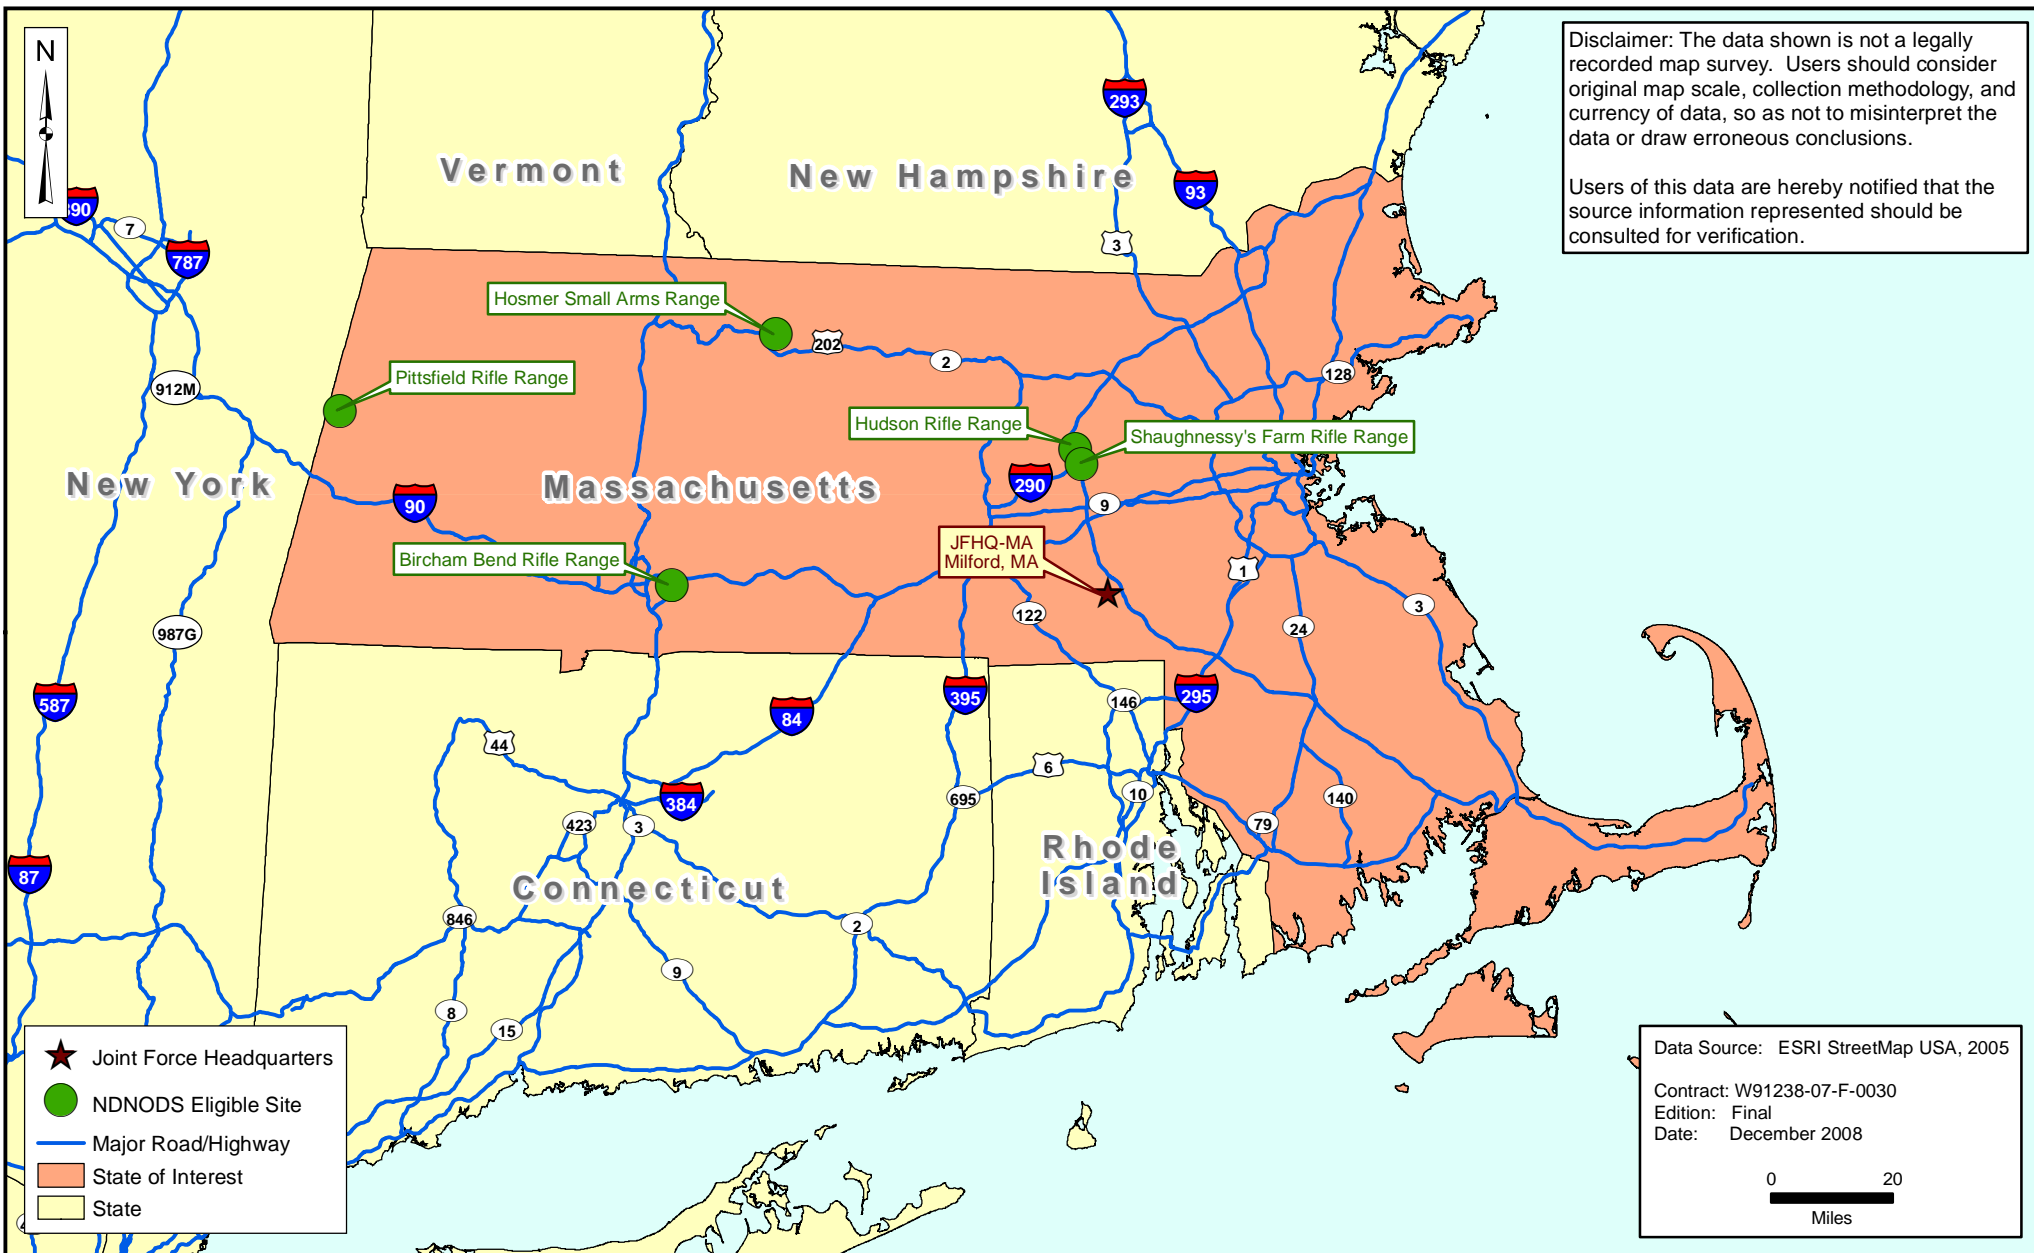 N
Disclaimer: The data shown is not a legally
recorded map survey.  Users should consider
original map scale, collection methodology, and
currency of data, so as not to misinterpret the
data or draw erroneous conclusions.
Users of this data are hereby notified that the
source information represented should be
consulted for verification.
293
Vermont
New Hampshire
93
90
7
3
787
Hosmer Small Arms Range
202
2
Pittsfield Rifle Range
128
912M
Hudson Rifle Range
Shaughnessy's Farm Rifle Range
New York
Massachusetts
290
90
9
JFHQ-MA
Milford, MA
Bircham Bend Rifle Range
1
122
3
24
987G
587
395
295
146
84
44
6
384
695
10
140
423
3
79
Rhode
Island
87
Connecticut
846
2
9
8
15
Joint Force Headquarters
NDNODS Eligible Site
Major Road/Highway
State of Interest
State
Data Source:   ESRI StreetMap USA, 2005
Contract: W91238-07-F-0030
Edition:   Final
Date:      December 2008
0 20
Miles